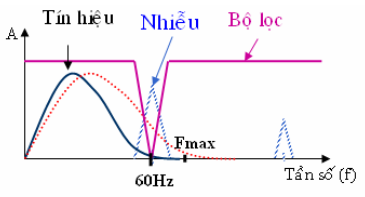 Tín hiệu
Nhiễu
Bộ lọc
A
Fmax
60Hz
Tần số (f)